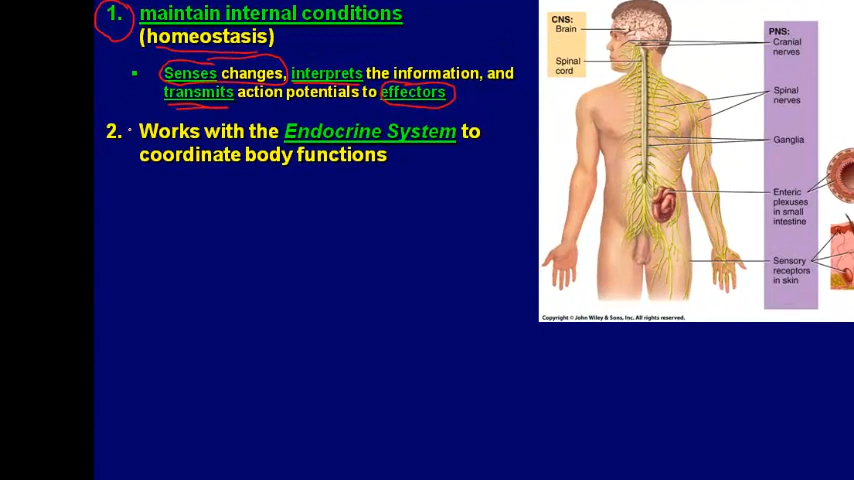 1. maintain internal conditions
(homeostasis)
▪ Senses changes, interprets the information, and
transmits action potentials to effectors
2. Works with the Endocrine System to
coordinate body functions
CNS:
Brain
Spinal
cord
PNS:
Cranial
nerves
Spinal
nerves
Ganglia
Enteric
plexuses
in small
intestine
Sensory
receptors
in skin
Copyright © John Wiley & Sons, Inc. All rights reserved.